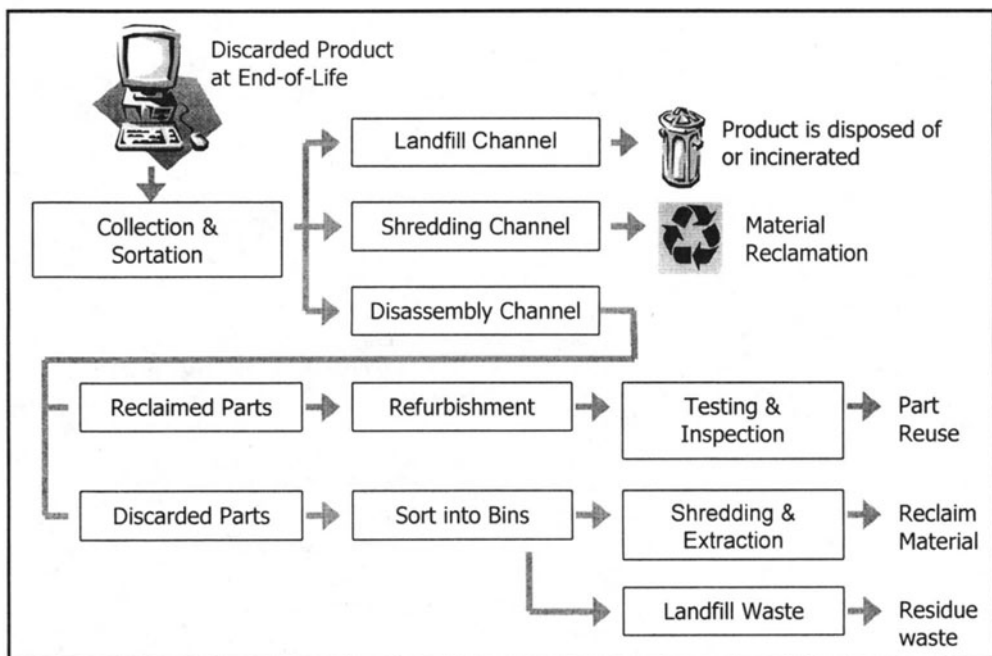 Discarded Product
at End-of-Life
Collection &
Sortation
Landfill Channel
Product is disposed of
or incinerated
Shredding Channel
Material
Reclamation
Disassembly Channel
Reclaimed Parts
Refurbishment
Testing &
Inspection
Part
Reuse
Discarded Parts
Sort into Bins
Shredding &
Extraction
Reclaim
Material
Landfill Waste
Residue
waste